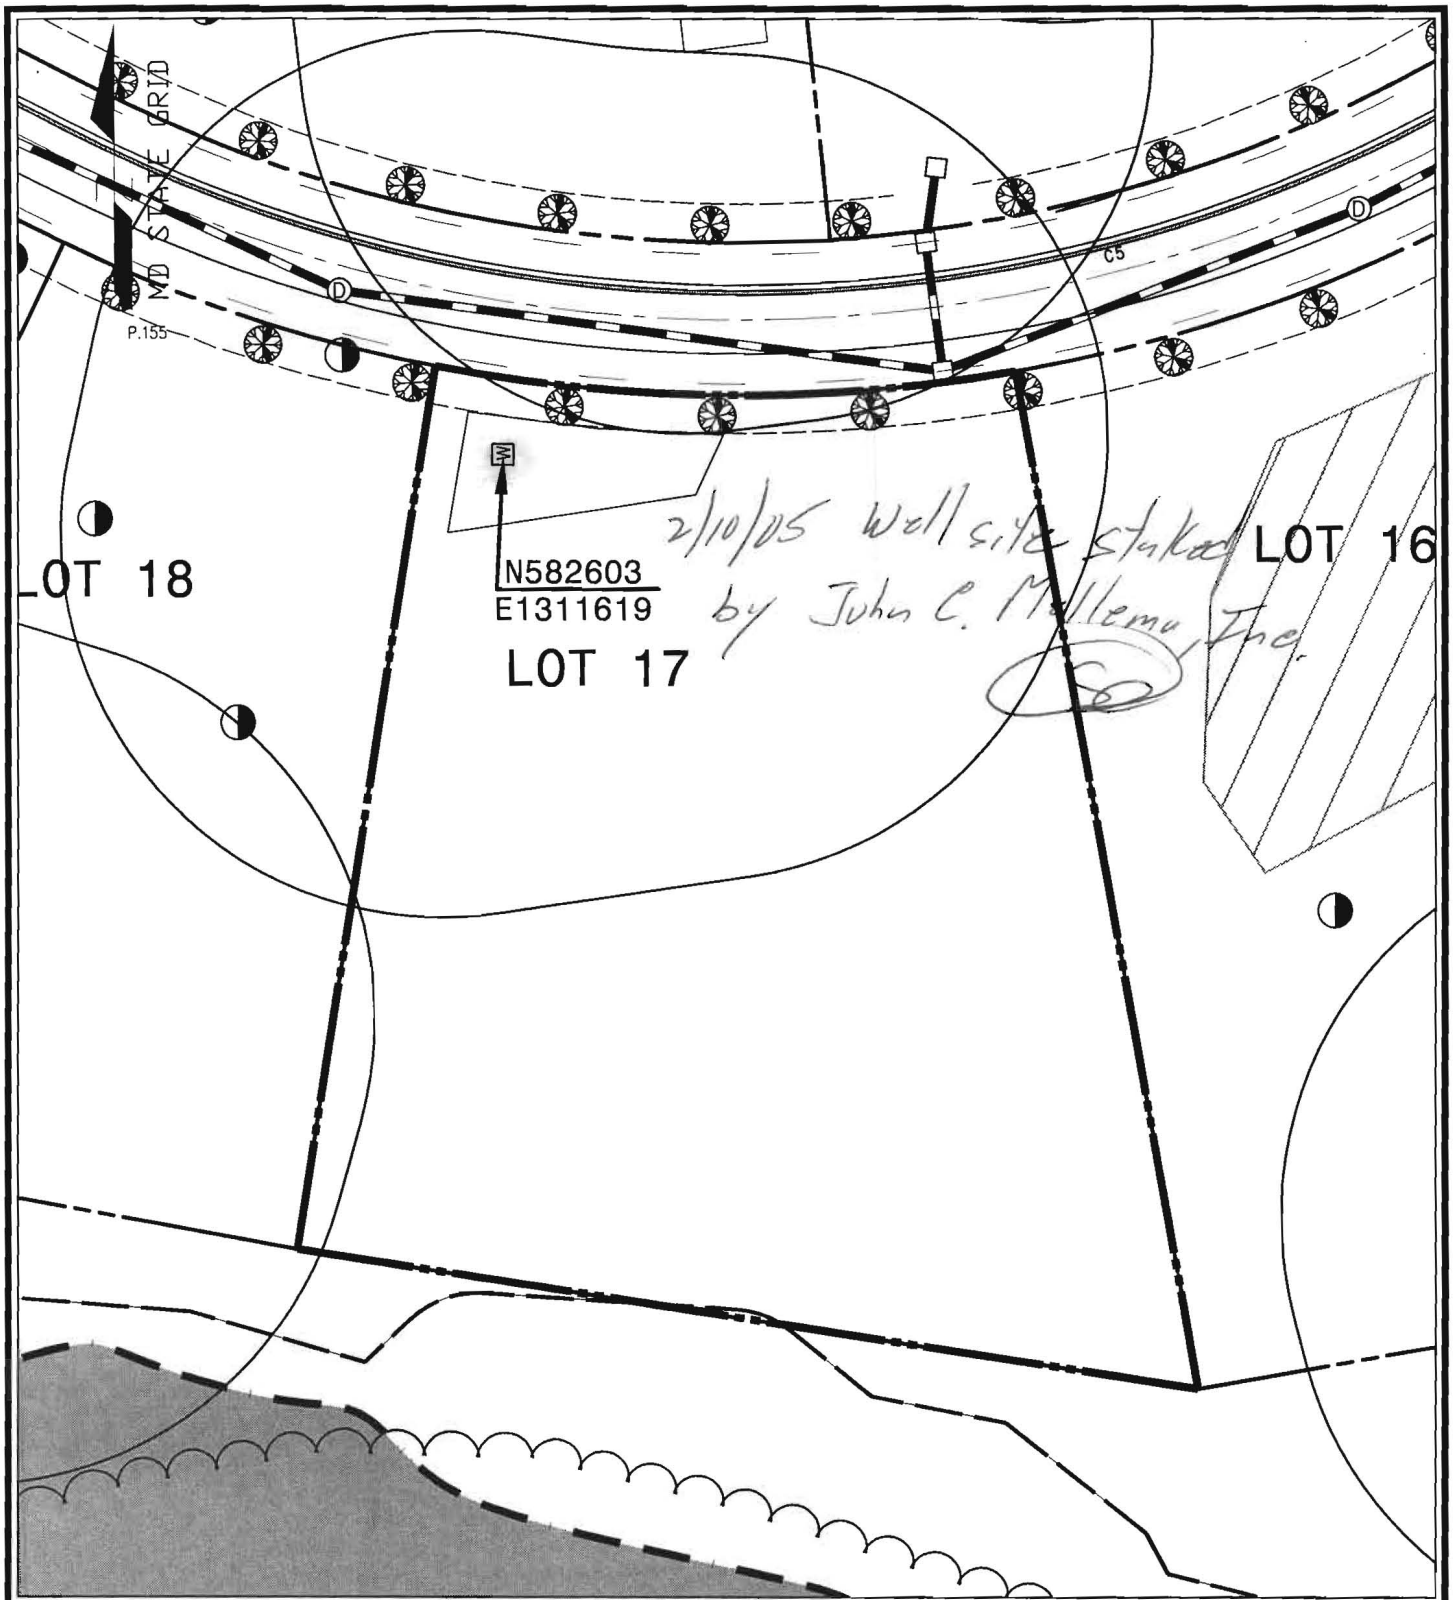 MD STATE GRID
D
D
C5
P.155
W
N582603
E1311619
2/10/05 Well site staked
by John C. Mellema, Inc.
LOT 18
LOT 17
LOT 16